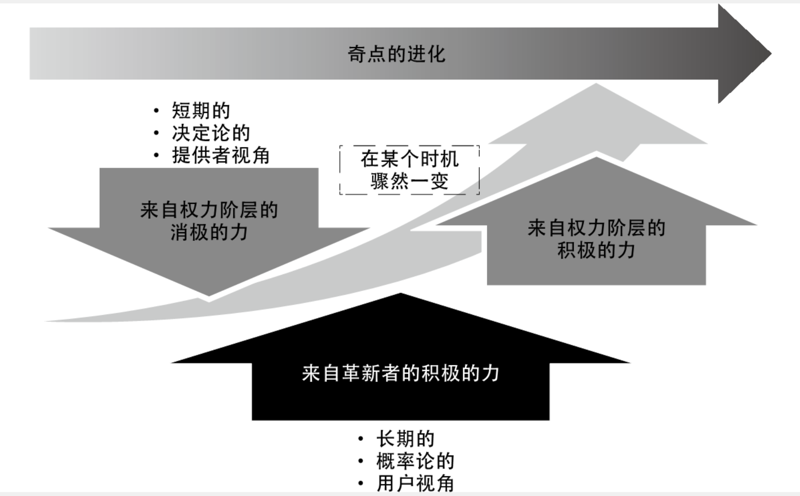 奇点的进化
• 短期的
• 决定论的
• 提供者视角
在某个时机
骤然一变
来自权力阶层的
消极的力
来自权力阶层的
积极的力
来自革新者的积极的力
• 长期的
• 概率论的
• 用户视角